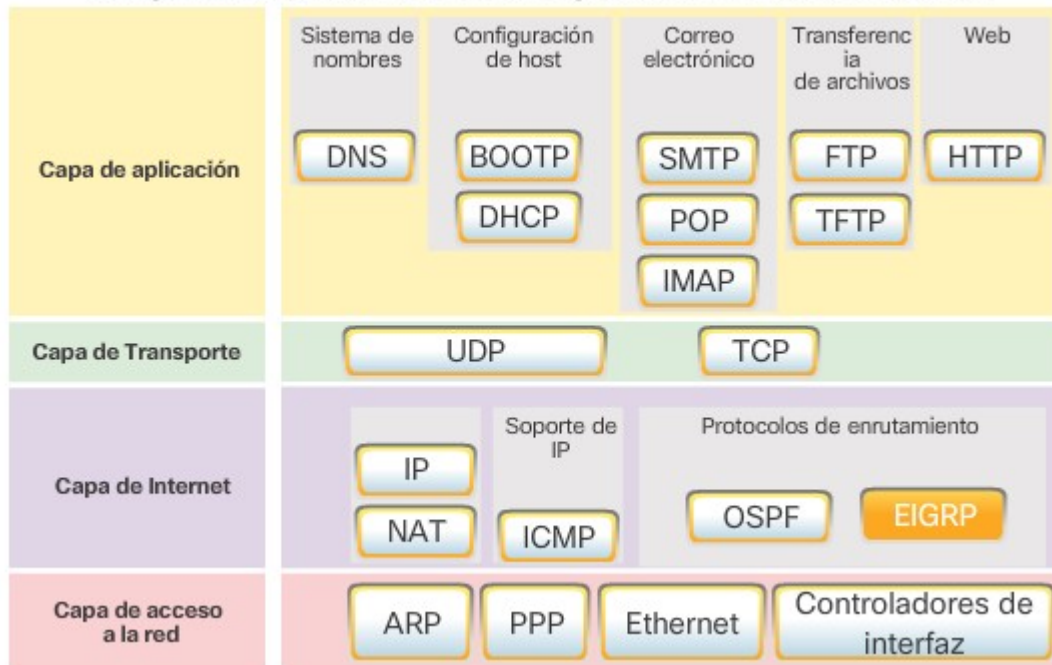 Sistema de
nombres
Configuración
de host
Correo
electrónico
Transferenc
ia
de archivos
Web
Capa de aplicación
DNS
BOOTP
DHCP
SMTP
POP
IMAP
FTP
TFTP
HTTP
Capa de Transporte
UDP
TCP
Capa de Internet
IP
NAT
Soporte de
IP
ICMP
Protocolos de enrutamiento
OSPF
EIGRP
Capa de acceso
a la red
ARP
PPP
Ethernet
Controladores de
interfaz